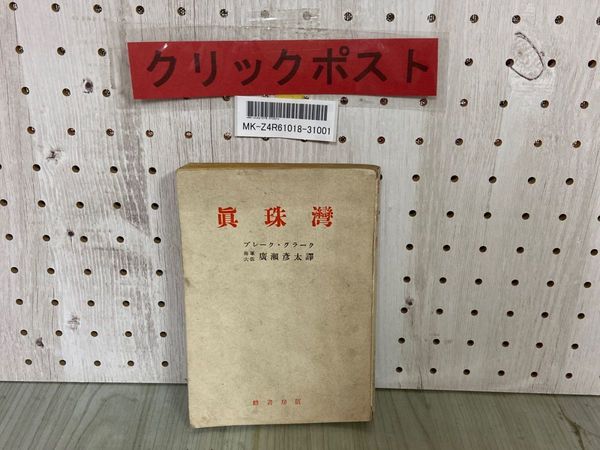 クリックポスト
MK-Z4R61018-31001
眞珠灣
ブレーク・クラーク
海軍大佐 廣瀨彦太譯